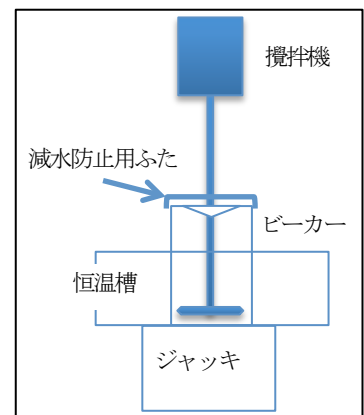 攪拌機
減水防止用ふた
ビーカー
恒温槽
ジャッキ